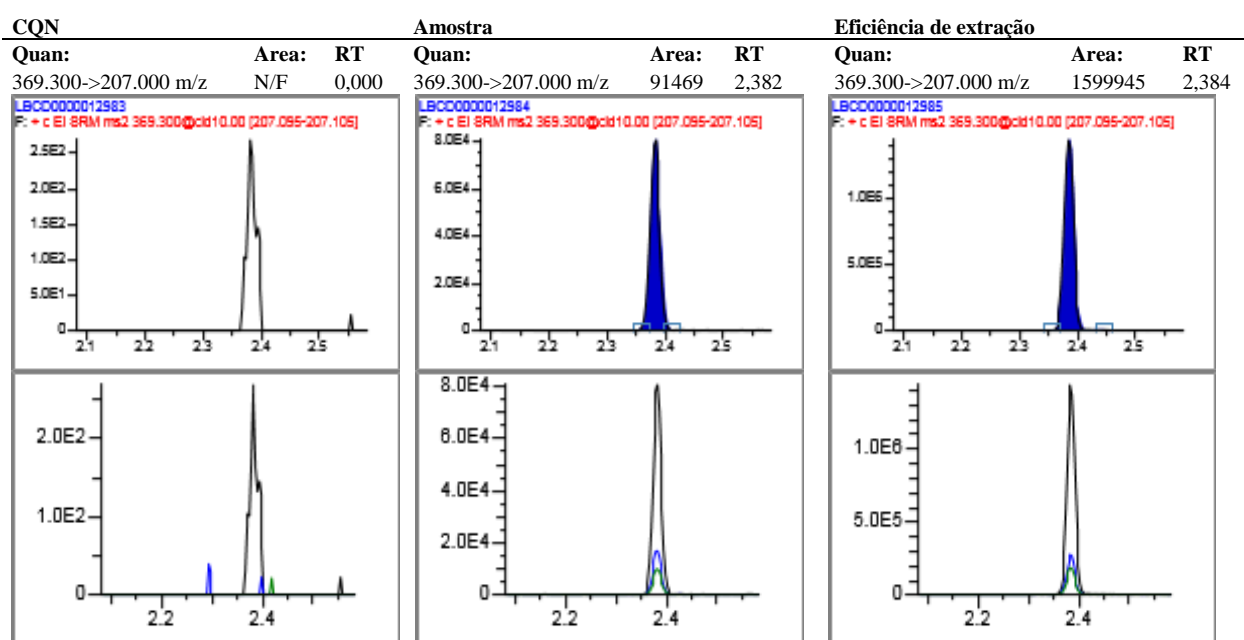 CQN Amostra Eficiência de extração
Quan: Area: RT Quan: Area: RT Quan: Area: RT
369.300->207.000 m/z N/F 0,000 369.300->207.000 m/z 91469 2,382 369.300->207.000 m/z 1599945 2,384
LBCD0000012983 LBCD0000012984 LBCD0000012985
F: + c EI SRM ms2 369.300@cid10.00 [207.095-207.105] F: + c EI SRM ms2 369.300@cid10.00 [207.095-207.105] F: + c EI SRM ms2 369.300@cid10.00 [207.095-207.105]
2.5E2 8.0E4
2.0E2 6.0E4 1.0E6
1.5E2 4.0E4
1.0E2 5.0E5
5.0E1 2.0E4
0 0 0
2.1 2.2 2.3 2.4 2.5 2.1 2.2 2.3 2.4 2.5 2.1 2.2 2.3 2.4 2.5
8.0E4
2.0E2 6.0E4 1.0E6
4.0E4
1.0E2 2.0E4 5.0E5
0 0 0
2.2 2.4 2.2 2.4 2.2 2.4